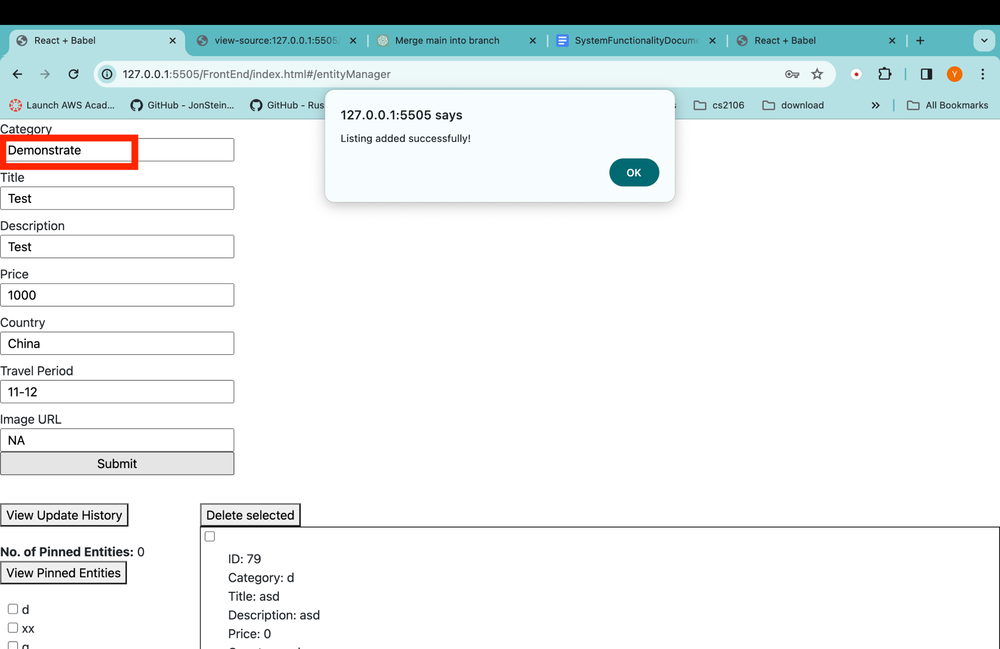 React + Babel
view-source:127.0.0.1:5505/
Merge main into branch
SystemFunctionalityDocume
React + Babel
127.0.0.1:5505/FrontEnd/index.html#/entityManager
Y
Launch AWS Acad...
GitHub - JonStein...
GitHub - Rus
cs2106
download
All Bookmarks
127.0.0.1:5505 says
Listing added successfully!
OK
Category
Demonstrate
Title
Test
Description
Test
Price
1000
Country
China
Travel Period
11-12
Image URL
NA
Submit
View Update History
Delete selected
No. of Pinned Entities: 0
View Pinned Entities
d
xx
ID: 79
Category: d
Title: asd
Description: asd
Price: 0